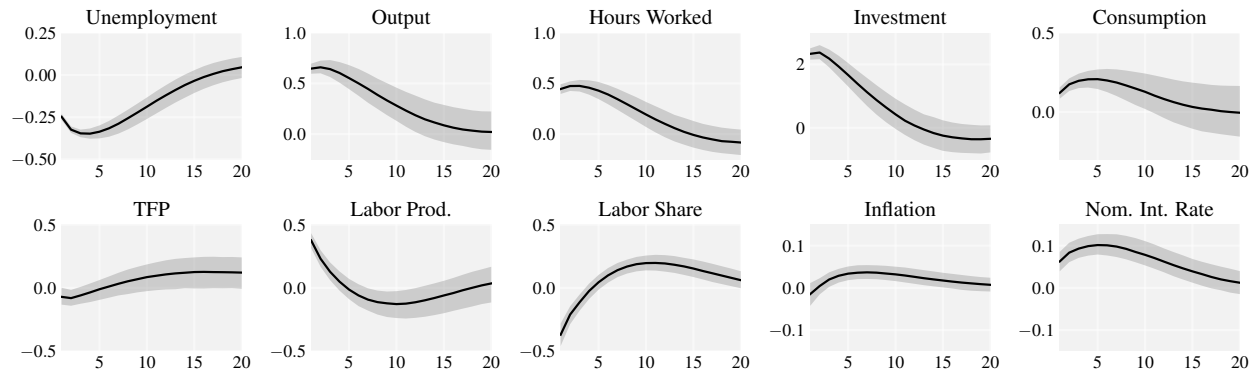 Unemployment Output Hours Worked Investment Consumption
0.25 1.0 1.0 0.5
0.00 0.5 0.5 2 0.0
−0.25 0.0 0.0 0
−0.50
5 10 15 20 5 10 15 20 5 10 15 20 5 10 15 20 5 10 15 20
TFP Labor Prod. Labor Share Inflation Nom. Int. Rate
0.5 0.5 0.5 0.1 0.1
0.0 0.0 0.0 0.0 0.0
−0.5 −0.5 −0.5 −0.1 −0.1
5 10 15 20 5 10 15 20 5 10 15 20 5 10 15 20 5 10 15 20